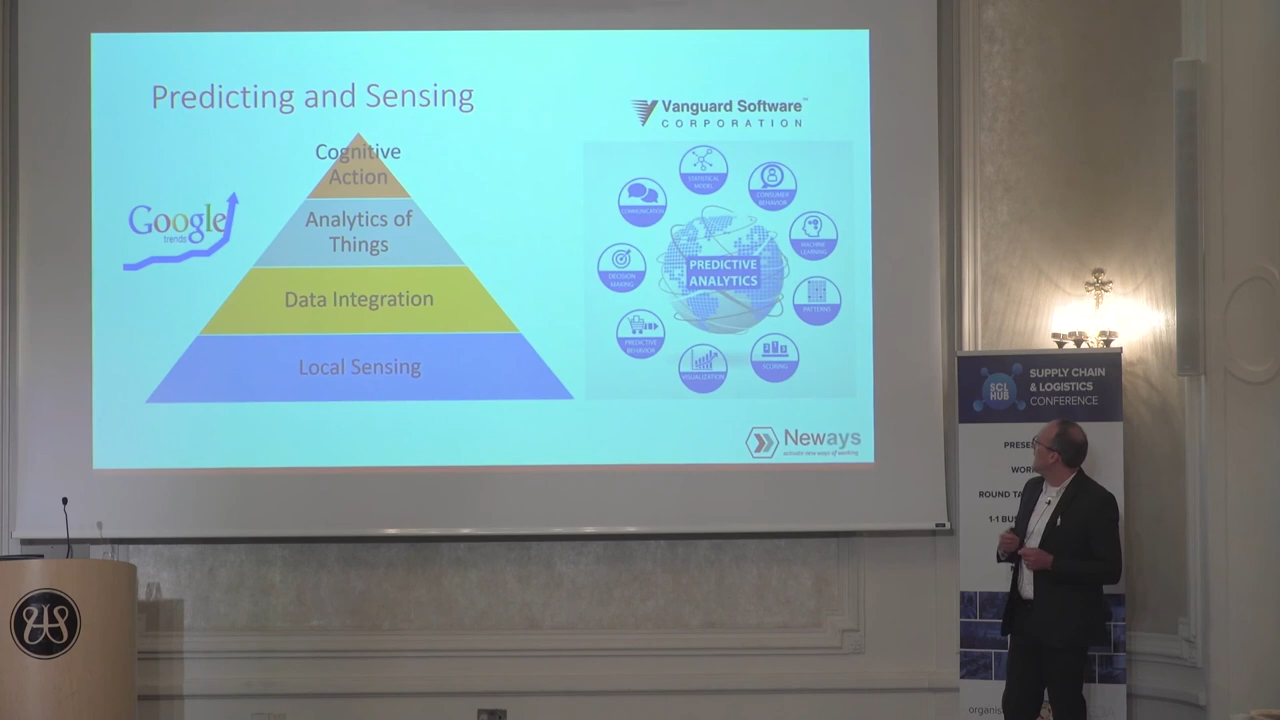 Predicting and Sensing
Cognitive
Action
Analytics of
Things
Data Integration
Local Sensing
Google
trends
Vanguard Software™
CORPORATION
STATISTICAL
MODEL
CONSUMER
BEHAVIOR
COMMUNICATION
MACHINE
LEARNING
DECISION
MAKING
PREDICTIVE
ANALYTICS
PATTERNS
PREDICTIVE
BEHAVIOR
VISUALIZATION
SCORING
Neways
activate new ways of working
SCL
HUB
SUPPLY CHAIN
& LOGISTICS
CONFERENCE
PRESE
WOR
ROUND TA
1-1 BUS
organis